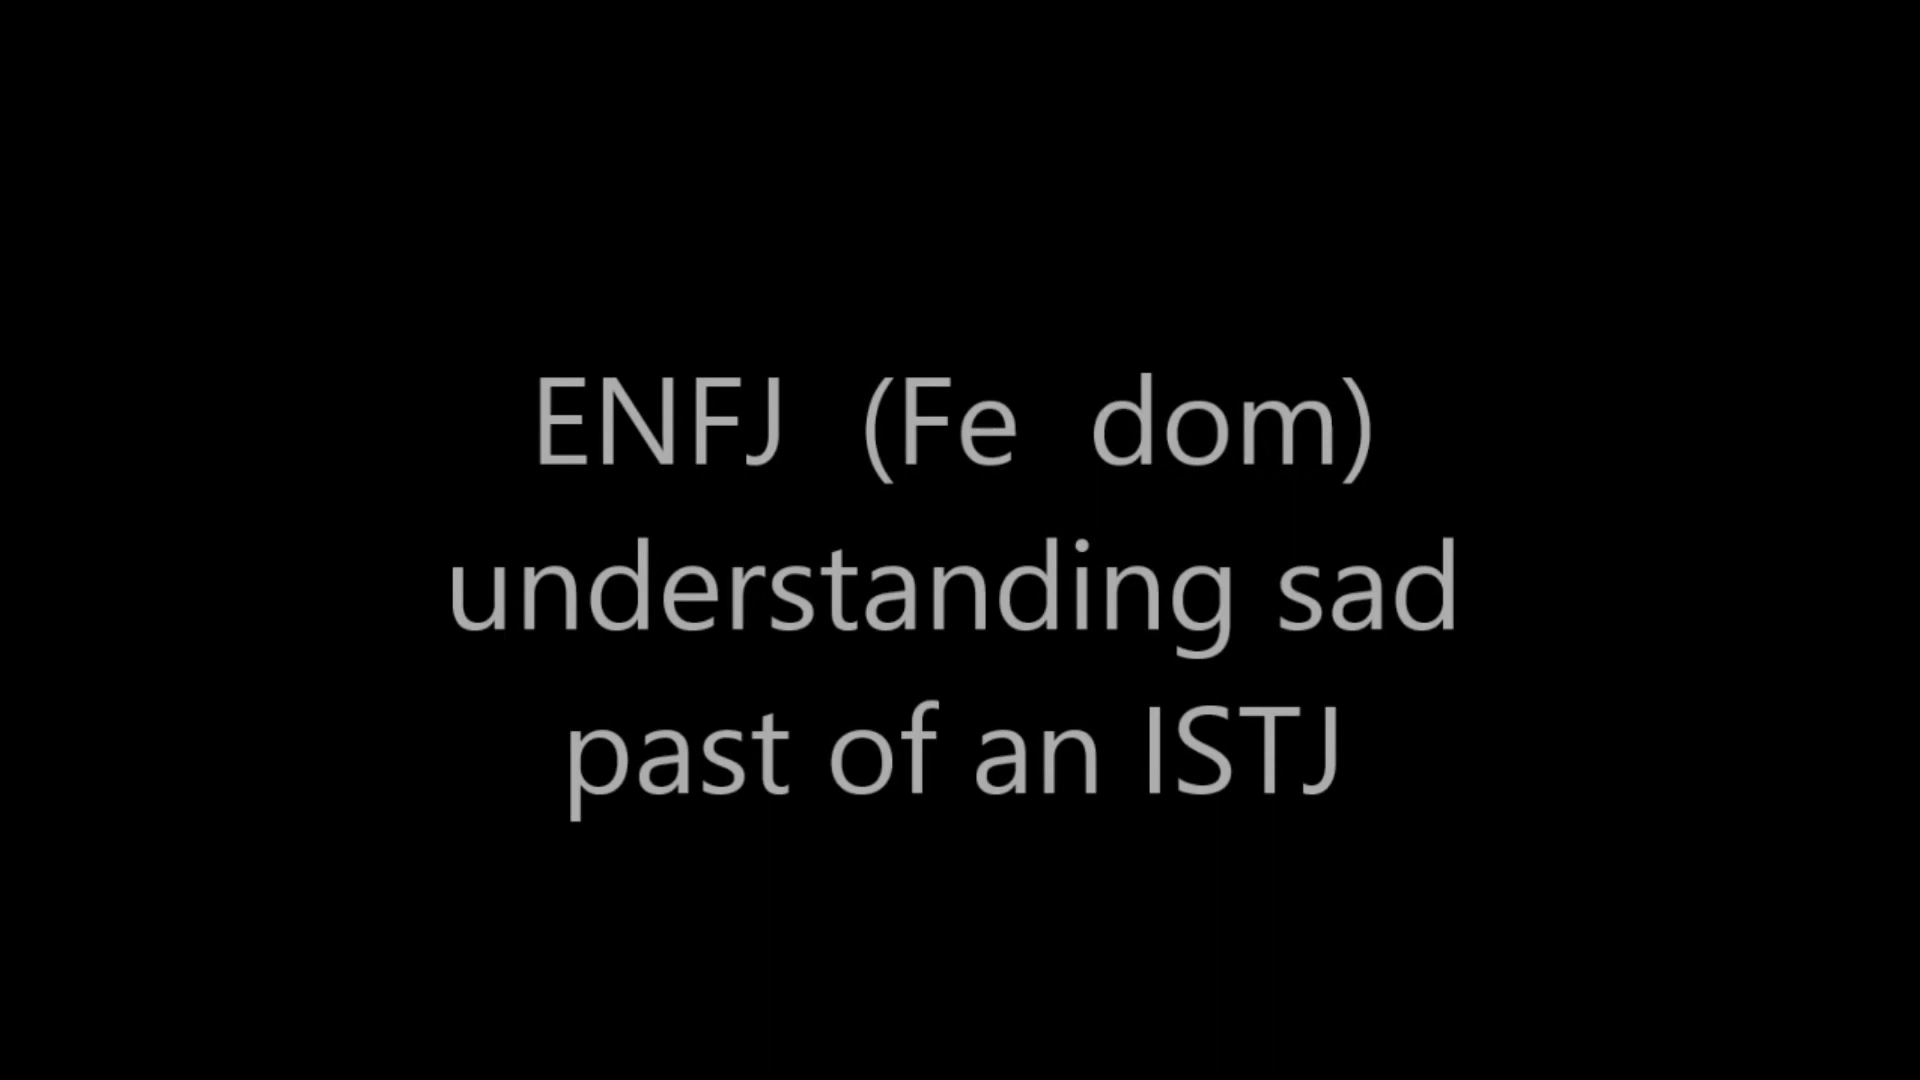 ENFJ  (Fe  dom)
understanding sad
past of an ISTJ